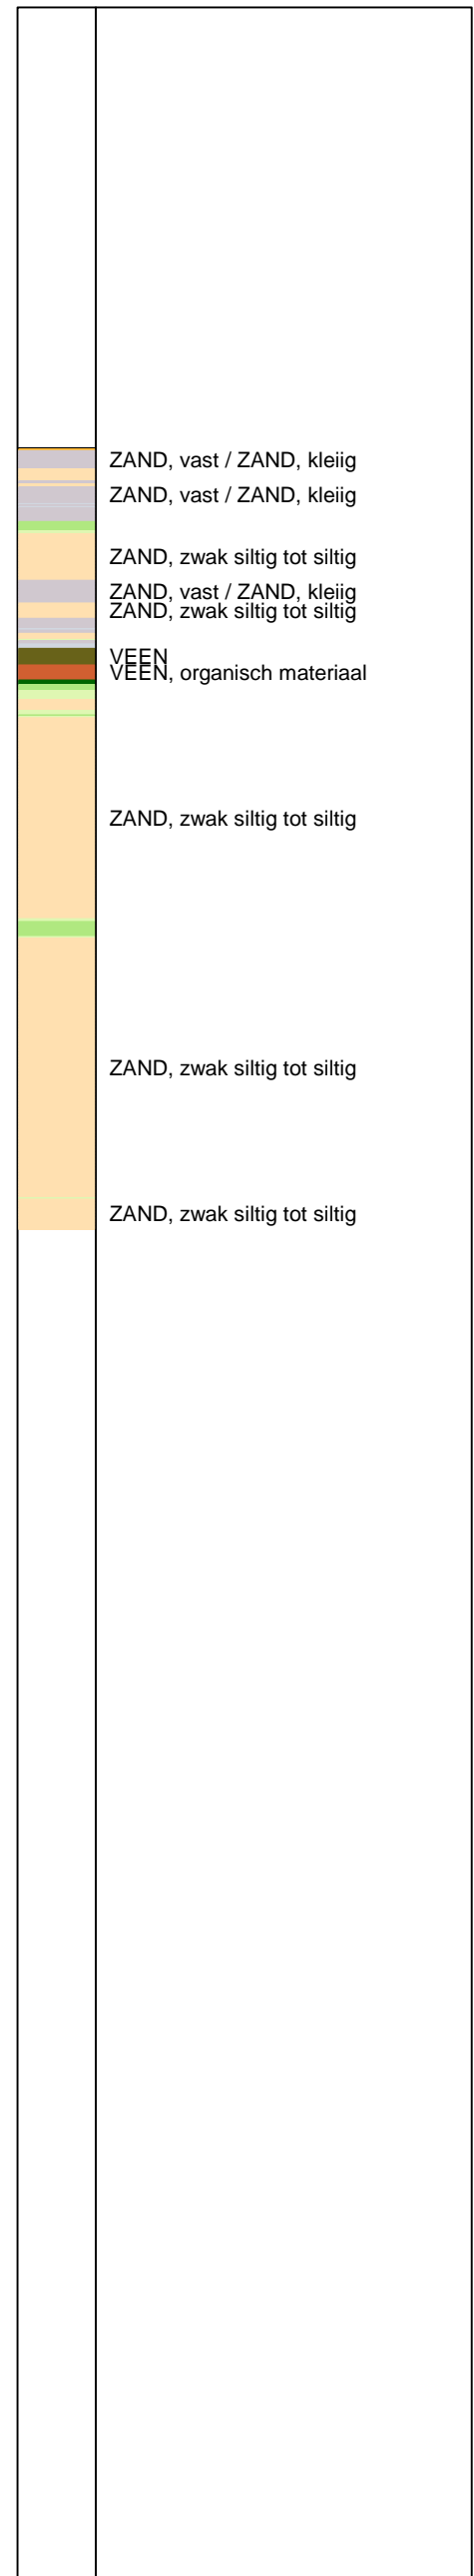 ZAND, vast / ZAND, kleiig
ZAND, vast / ZAND, kleiig
ZAND, zwak siltig tot siltig
ZAND, vast / ZAND, kleiig
ZAND, zwak siltig tot siltig
VEEN
VEEN, organisch materiaal
ZAND, zwak siltig tot siltig
ZAND, zwak siltig tot siltig
ZAND, zwak siltig tot siltig